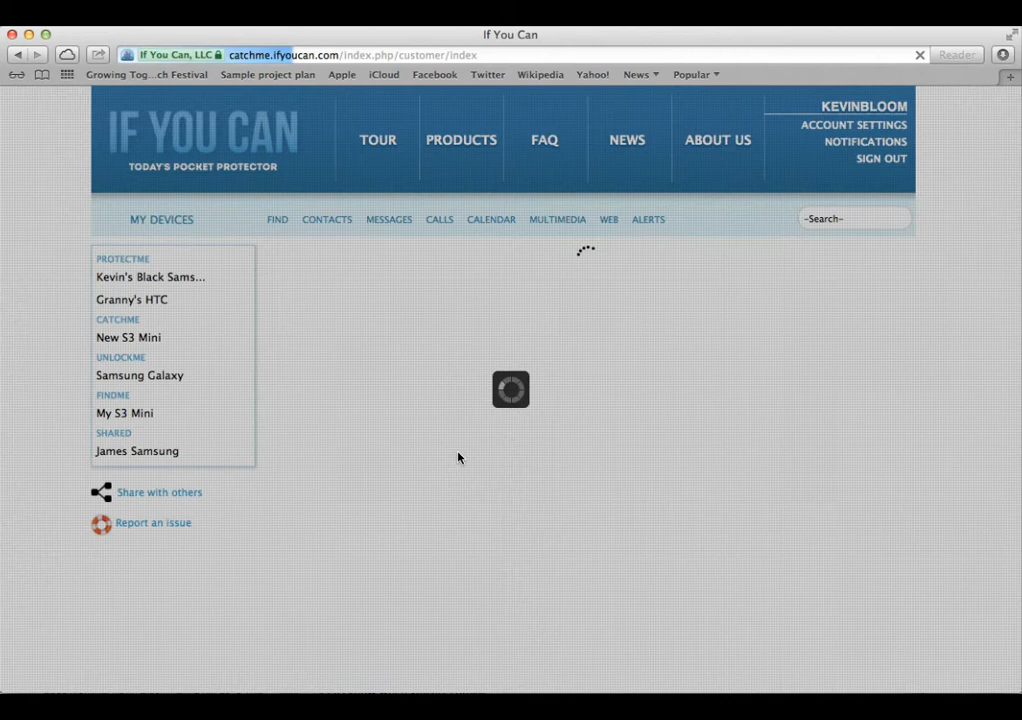 If You Can
If You Can, LLC catchme.ifyoucan.com/index.php/customer/index Reader
Growing Tog...ch Festival Sample project plan Apple iCloud Facebook Twitter Wikipedia Yahoo! News Popular
IF YOU CAN
TODAY'S POCKET PROTECTOR
TOUR PRODUCTS FAQ NEWS ABOUT US
KEVINBLOOM
ACCOUNT SETTINGS
NOTIFICATIONS
SIGN OUT
MY DEVICES FIND CONTACTS MESSAGES CALLS CALENDAR MULTIMEDIA WEB ALERTS -Search-
PROTECTME
Kevin's Black Sams...
Granny's HTC
CATCHME
New S3 Mini
UNLOCKME
Samsung Galaxy
FINDME
My S3 Mini
SHARED
James Samsung
Share with others
Report an issue